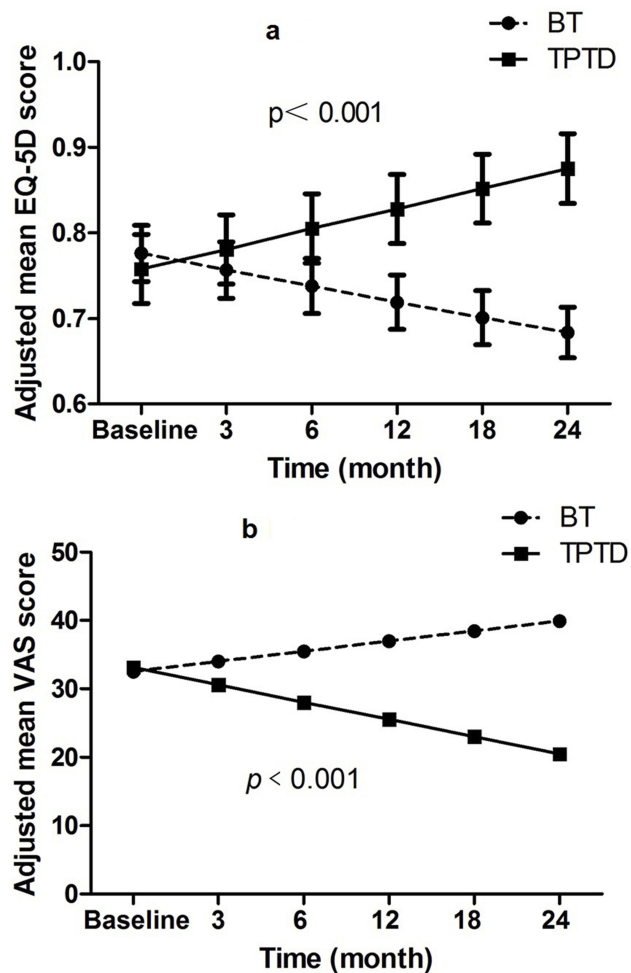 a
BT
TPTD
p< 0.001
Adjusted mean EQ-5D score
1.0
0.9
0.8
0.7
0.6
Baseline 3 6 12 18 24
Time (month)
b
BT
TPTD
Adjusted mean VAS score
50
40
30
20
10
0
p < 0.001
Baseline 3 6 12 18 24
Time (month)